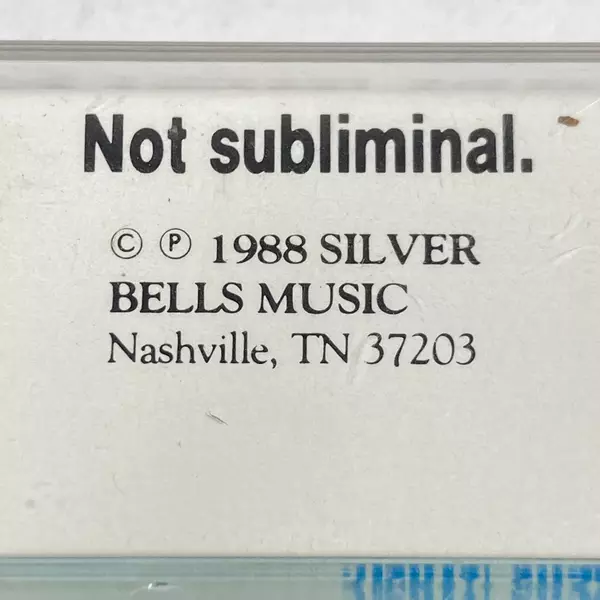 Not subliminal.
© ℗ 1988 SILVER
BELLS MUSIC
Nashville, TN 37203